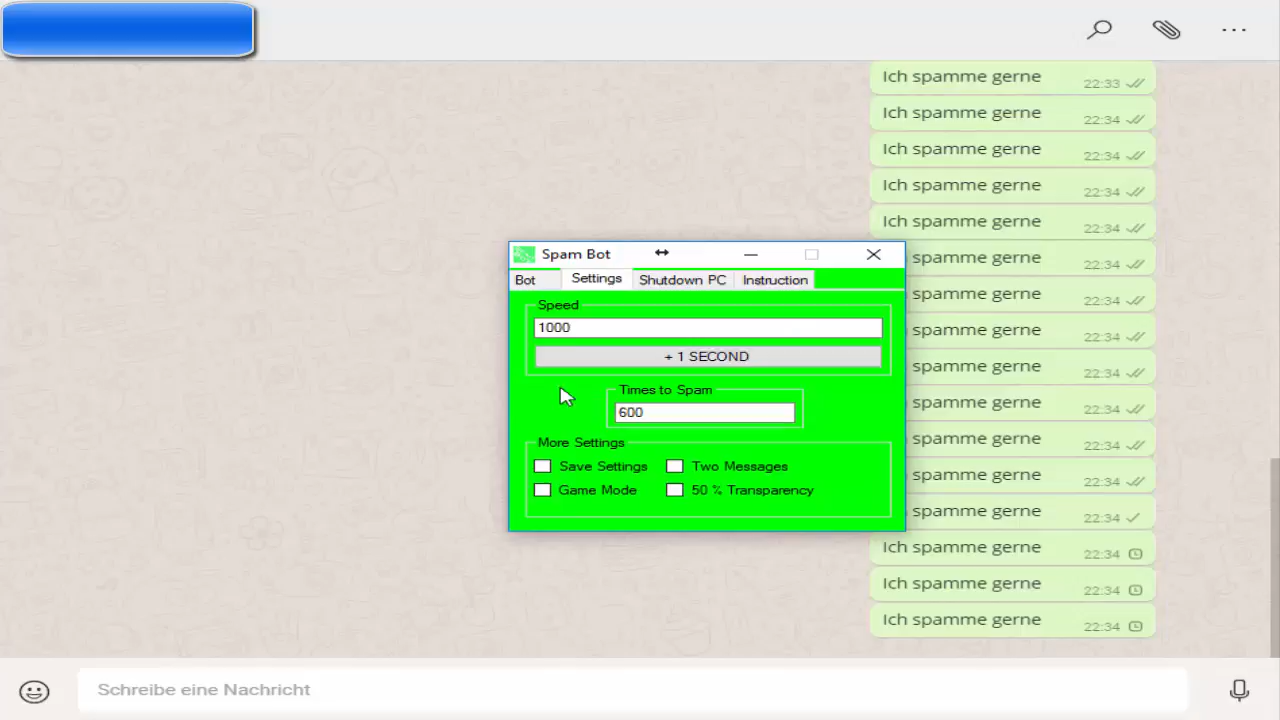 Ich spamme gerne 22:33
Ich spamme gerne 22:34
Ich spamme gerne 22:34
Ich spamme gerne 22:34
Ich spamme gerne 22:34
Spam Bot
Bot Settings Shutdown PC Instruction
Speed
1000
+ 1 SECOND
Times to Spam
600
More Settings
Save Settings Two Messages
Game Mode 50 % Transparency
spamme gerne 22:34
spamme gerne 22:34
spamme gerne 22:34
spamme gerne 22:34
spamme gerne 22:34
spamme gerne 22:34
spamme gerne 22:34
spamme gerne 22:34
Ich spamme gerne 22:34
Ich spamme gerne 22:34
Ich spamme gerne 22:34
Schreibe eine Nachricht